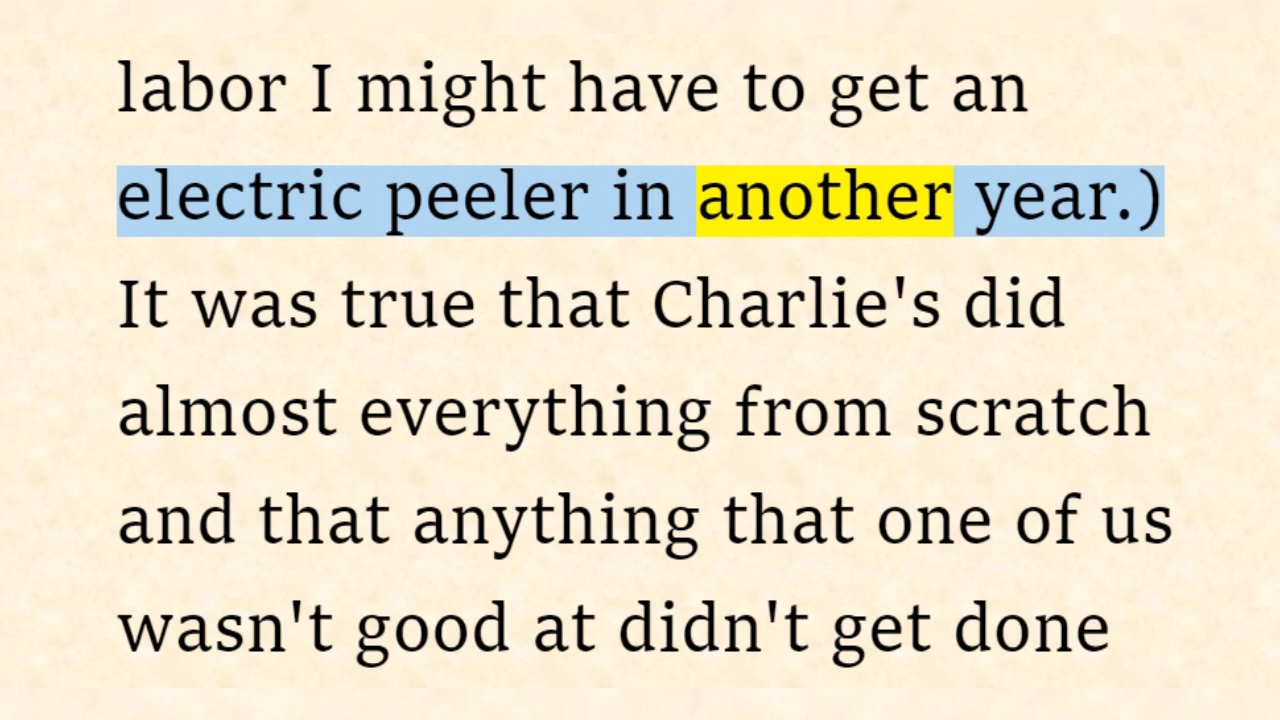 labor I might have to get an
electric peeler in another year.)
It was true that Charlie's did
almost everything from scratch
and that anything that one of us
wasn't good at didn't get done